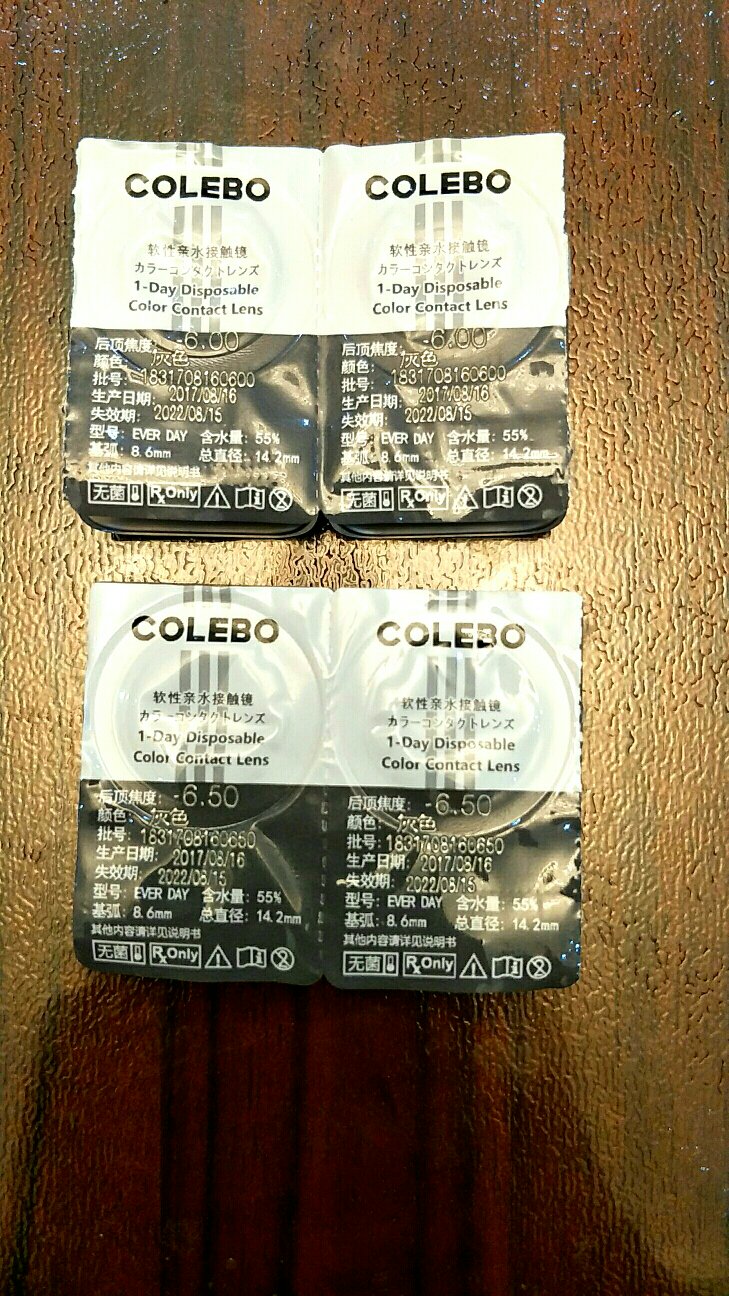 COLEBO
软性亲水接触镜
カラーコンタクトレンズ
1-Day Disposable
Color Contact Lens
后顶焦度: -6.00
颜色: 灰色
批号: 1831708160600
生产日期: 2017/08/16
失效期: 2022/08/15
型号: EVER DAY 含水量: 55%
基弧: 8.6mm 总直径: 14.2mm
其他内容请详见说明书
无菌 RxOnly
COLEBO
软性亲水接触镜
カラーコンタクトレンズ
1-Day Disposable
Color Contact Lens
后顶焦度: -6.00
颜色: 灰色
批号: 1831708160600
生产日期: 2017/08/16
失效期: 2022/08/15
型号: EVER DAY 含水量: 55%
基弧: 8.6mm 总直径: 14.2mm
其他内容请详见说明书
无菌 RxOnly
COLEBO
软性亲水接触镜
カラーコンタクトレンズ
1-Day Disposable
Color Contact Lens
后顶焦度: -6.50
颜色: 灰色
批号: 1831708160650
生产日期: 2017/08/16
失效期: 2022/08/15
型号: EVER DAY 含水量: 55%
基弧: 8.6mm 总直径: 14.2mm
其他内容请详见说明书
无菌 RxOnly
COLEBO
软性亲水接触镜
カラーコンタクトレンズ
1-Day Disposable
Color Contact Lens
后顶焦度: -6.50
颜色: 灰色
批号: 1831708160650
生产日期: 2017/08/16
失效期: 2022/08/15
型号: EVER DAY 含水量: 55%
基弧: 8.6mm 总直径: 14.2mm
其他内容请详见说明书
无菌 RxOnly